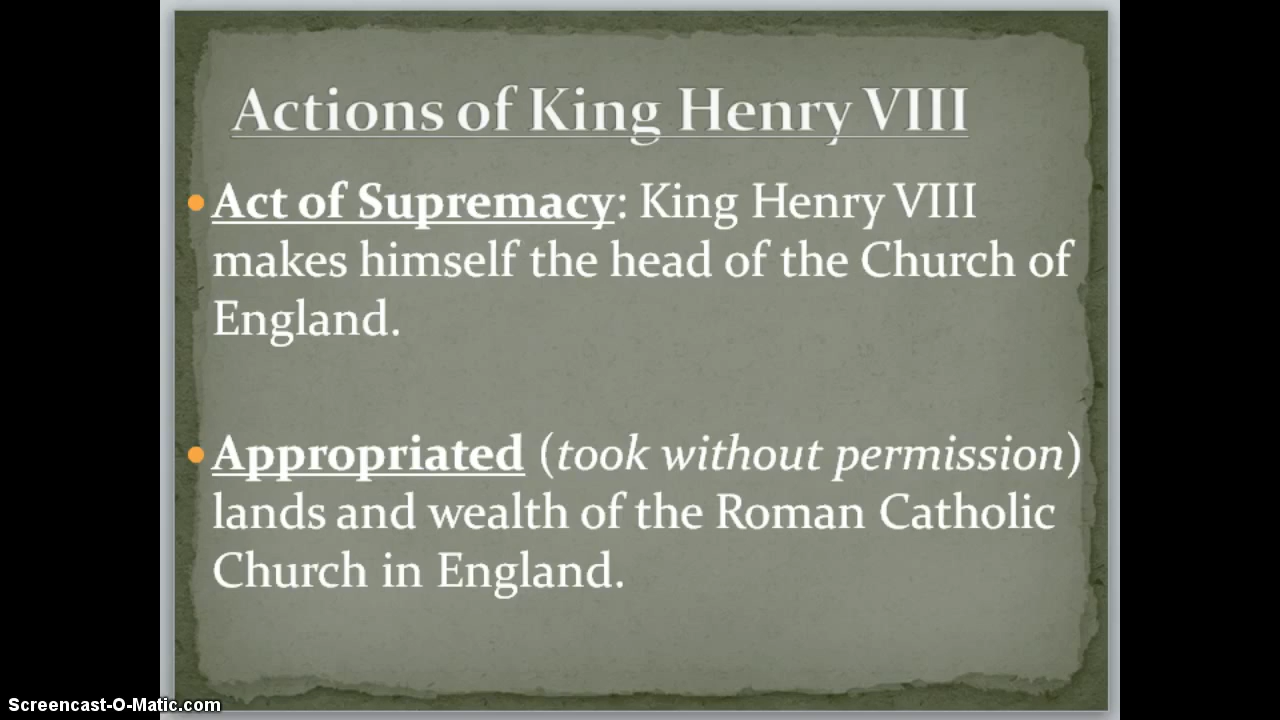 Actions of King Henry VIII
Act of Supremacy: King Henry VIII
makes himself the head of the Church of
England.
Appropriated (took without permission)
lands and wealth of the Roman Catholic
Church in England.
Screencast-O-Matic.com